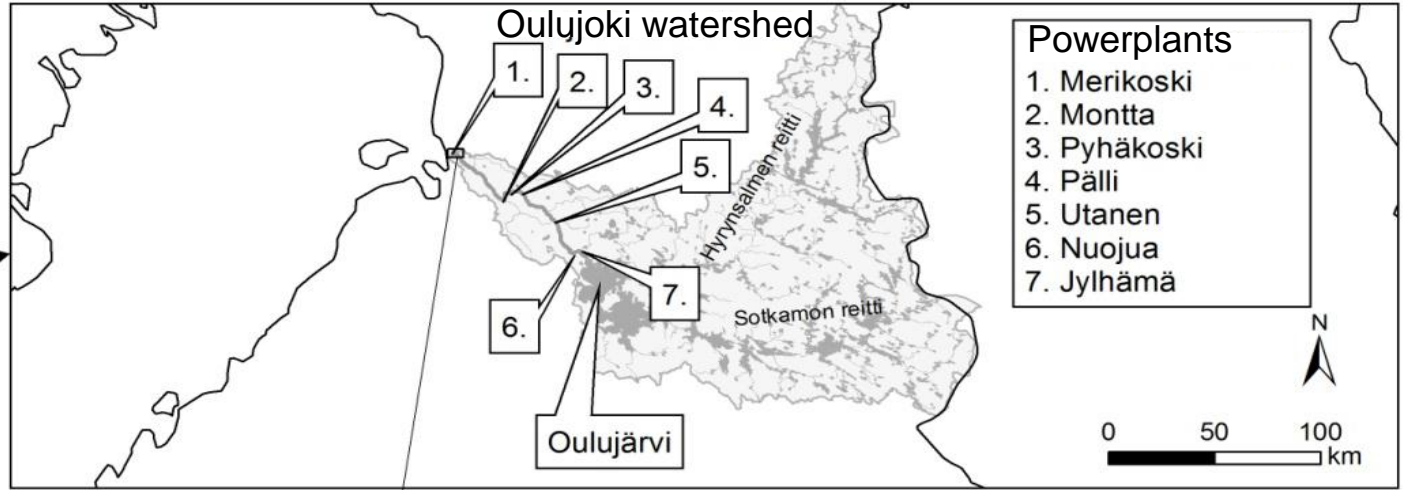 Oulujoki watershed
1.
2.
3.
4.
5.
6.
7.
Hyrynsalmen reitti
Sotkamon reitti
Oulujärvi
Powerplants
1. Merikoski
2. Montta
3. Pyhäkoski
4. Pälli
5. Utanen
6. Nuojua
7. Jylhämä
N
0 50 100
km